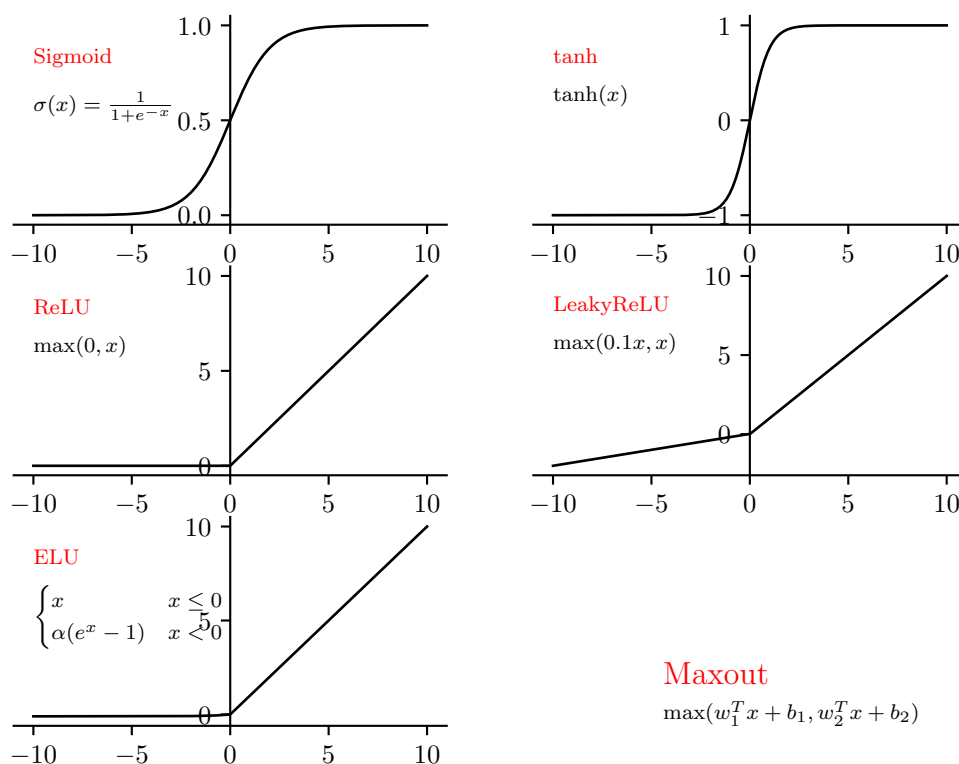 Sigmoid
σ(x) = 1/(1+e^{−x})
1.0
0.5
0.0
−10 −5 0 5 10
tanh
tanh(x)
1
0
−1
−10 −5 0 5 10
ReLU
max(0, x)
10
5
0
−10 −5 0 5 10
LeakyReLU
max(0.1x, x)
10
5
0
−10 −5 0 5 10
ELU
{ x x ≤ 0
α(e^x − 1) x < 0
10
5
0
−10 −5 0 5 10
Maxout
max(w_1^T x + b_1, w_2^T x + b_2)